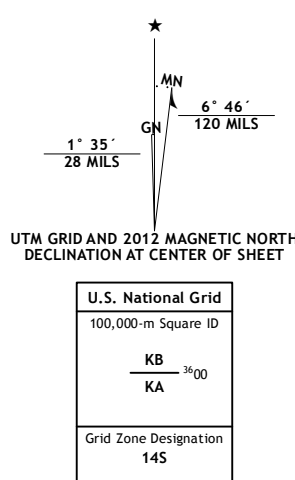 ★
MN
GN
6° 46´
120 MILS
1° 35´
28 MILS
UTM GRID AND 2012 MAGNETIC NORTH
DECLINATION AT CENTER OF SHEET
U.S. National Grid
100,000-m Square ID
KB
3600
KA
Grid Zone Designation
14S